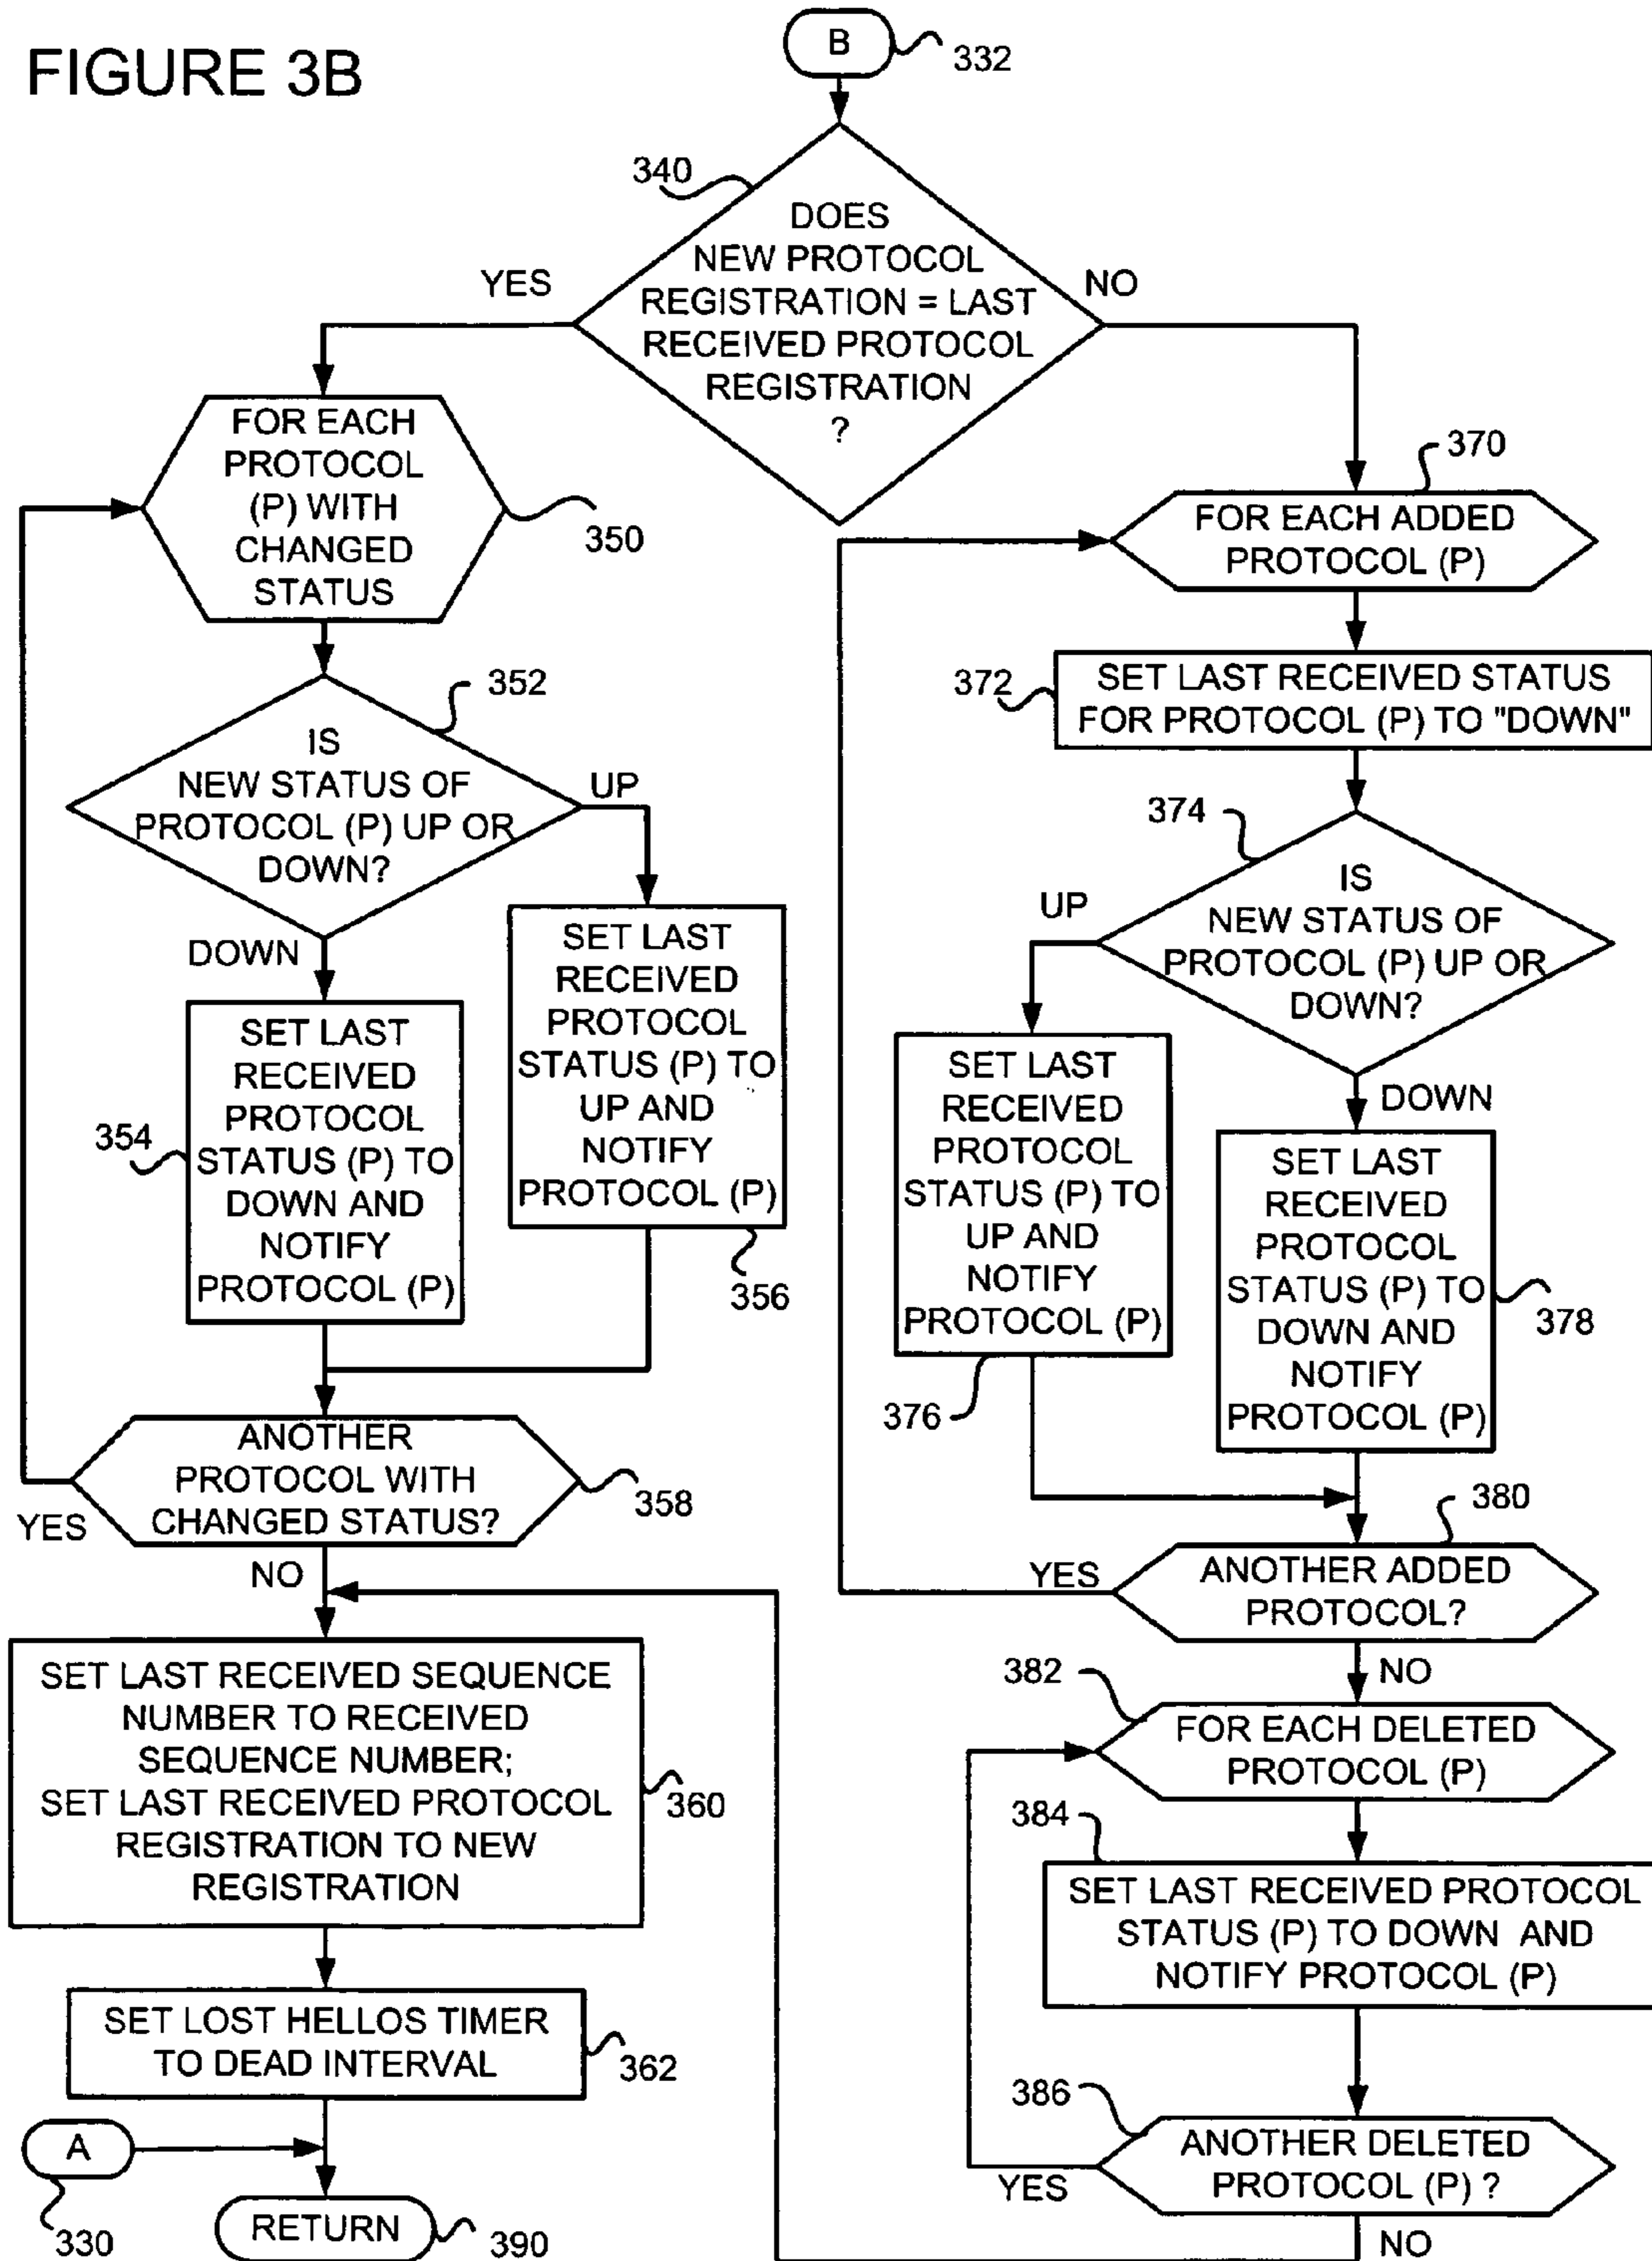 FIGURE 3B
B
332
340
DOES
NEW PROTOCOL
REGISTRATION = LAST
RECEIVED PROTOCOL
REGISTRATION
?
YES
NO
FOR EACH
PROTOCOL
(P) WITH
CHANGED
STATUS
350
352
IS
NEW STATUS OF
PROTOCOL (P) UP OR
DOWN?
UP
DOWN
SET LAST
RECEIVED
PROTOCOL
STATUS (P) TO
DOWN AND
NOTIFY
PROTOCOL (P)
354
SET LAST
RECEIVED
PROTOCOL
STATUS (P) TO
UP AND
NOTIFY
PROTOCOL (P)
356
ANOTHER
PROTOCOL WITH
CHANGED STATUS?
358
YES
NO
SET LAST RECEIVED SEQUENCE
NUMBER TO RECEIVED
SEQUENCE NUMBER;
SET LAST RECEIVED PROTOCOL
REGISTRATION TO NEW
REGISTRATION
360
SET LOST HELLOS TIMER
TO DEAD INTERVAL
362
A
330
RETURN
390
370
FOR EACH ADDED
PROTOCOL (P)
372
SET LAST RECEIVED STATUS
FOR PROTOCOL (P) TO "DOWN"
374
IS
NEW STATUS OF
PROTOCOL (P) UP OR
DOWN?
UP
DOWN
SET LAST
RECEIVED
PROTOCOL
STATUS (P) TO
UP AND
NOTIFY
PROTOCOL (P)
376
SET LAST
RECEIVED
PROTOCOL
STATUS (P) TO
DOWN AND
NOTIFY
PROTOCOL (P)
378
380
ANOTHER ADDED
PROTOCOL?
YES
NO
382
FOR EACH DELETED
PROTOCOL (P)
384
SET LAST RECEIVED PROTOCOL
STATUS (P) TO DOWN AND
NOTIFY PROTOCOL (P)
386
ANOTHER DELETED
PROTOCOL (P) ?
YES
NO